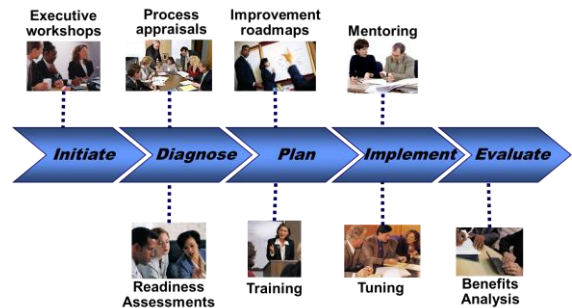 Executive
workshops
Process
appraisals
Improvement
roadmaps
Mentoring
Initiate
Diagnose
Plan
Implement
Evaluate
Readiness
Assessments
Training
Tuning
Benefits
Analysis